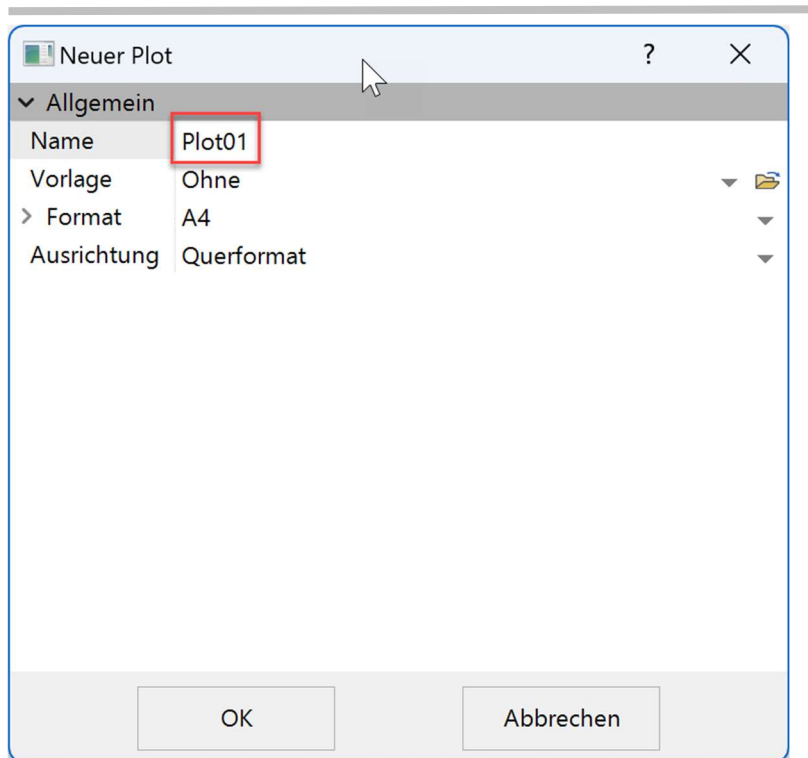 Neuer Plot ?
Allgemein
Name Plot01
Vorlage Ohne
Format A4
Ausrichtung Querformat
OK Abbrechen